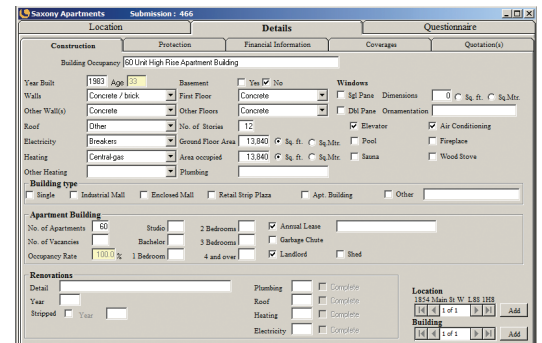 Saxony Apartments Submission : 466
Location Details Questionnaire
Construction Protection Financial Information Coverages Quotation(s)
Building Occupancy 60 Unit High Rise Apartment Building
Year Built 1983 Age 33 Basement Yes No Windows
Walls Concrete / brick First Floor Concrete Sgl Pane Dimensions 0 Sq. ft. Sq.Mtr.
Other Wall(s) Concrete Other Floors Concrete Dbl Pane Ornamentation
Roof Other No. of Stories 12 Elevator Air Conditioning
Electricity Breakers Ground Floor Area 13,840 Sq. ft. Sq.Mtr. Pool Fireplace
Heating Central-gas Area occupied 13,840 Sq. ft. Sq.Mtr. Sauna Wood Stove
Other Heating Plumbing
Building type
Single Industrial Mall Enclosed Mall Retail Strip Plaza Apt. Building Other
Apartment Building
No. of Apartments 60 Studio 2 Bedrooms Annual Lease
No. of Vacancies Bachelor 3 Bedrooms Garbage Chute
Occupancy Rate 100.0 % 1 Bedroom 4 and over Landlord Shed
Renovations
Detail Plumbing Complete
Year Roof Complete
Stripped Year Heating Complete
Electricity Complete
Location
1854 Main St W L8S 1H8
1 of 1 Add
Building
1 of 1 Add